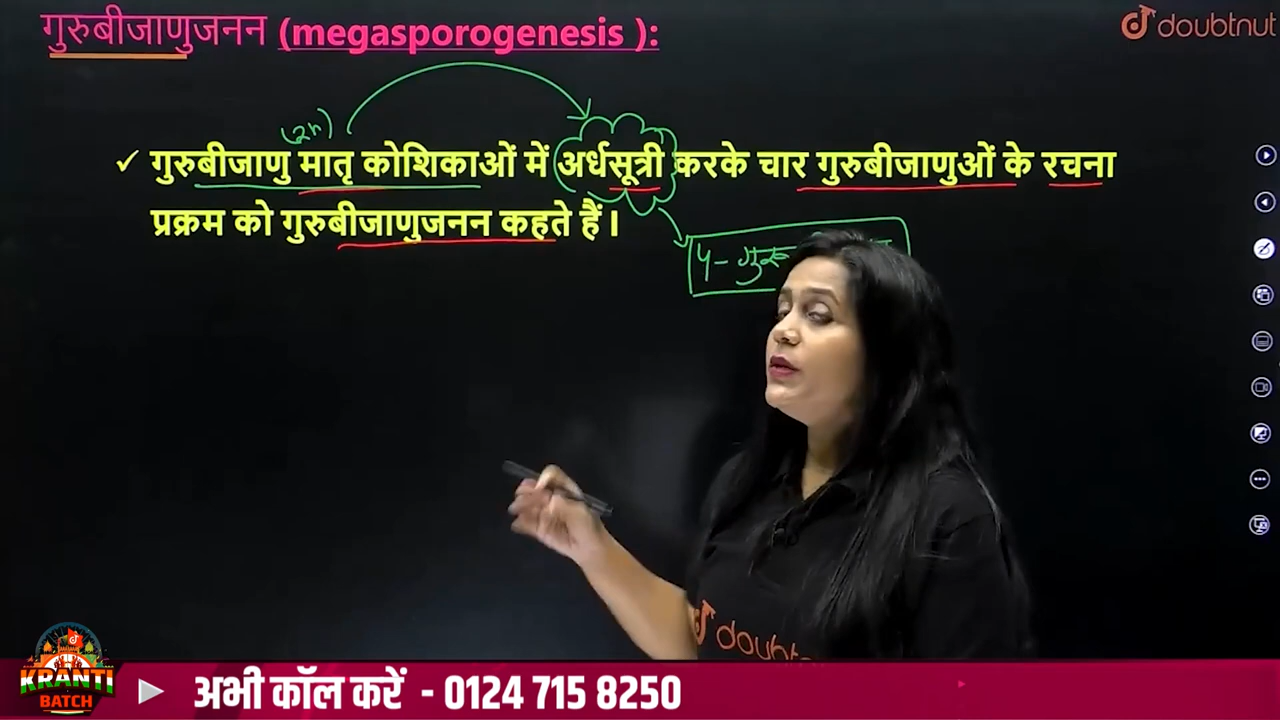 गुरुबीजाणुजनन (megasporogenesis ):
doubtnut
(2n)
✓ गुरुबीजाणु मातृ कोशिकाओं में अर्धसूत्री करके चार गुरुबीजाणुओं के रचना
प्रक्रम को गुरुबीजाणुजनन कहते हैं ।
doubtnu
KRANTI
BATCH
अभी कॉल करें - 0124 715 8250